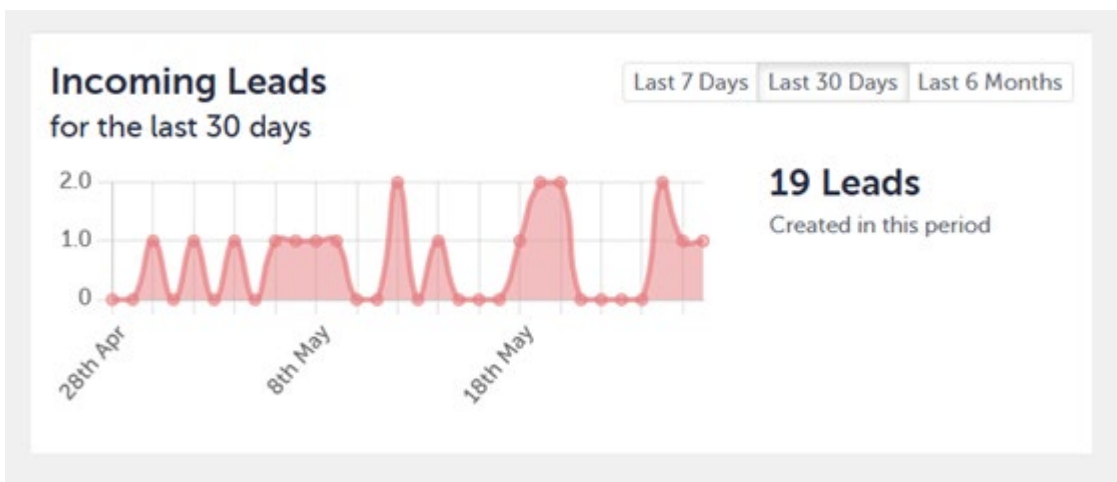 Incoming Leads
for the last 30 days
Last 7 Days
Last 30 Days
Last 6 Months
2.0
1.0
0
28th Apr
8th May
18th May
19 Leads
Created in this period